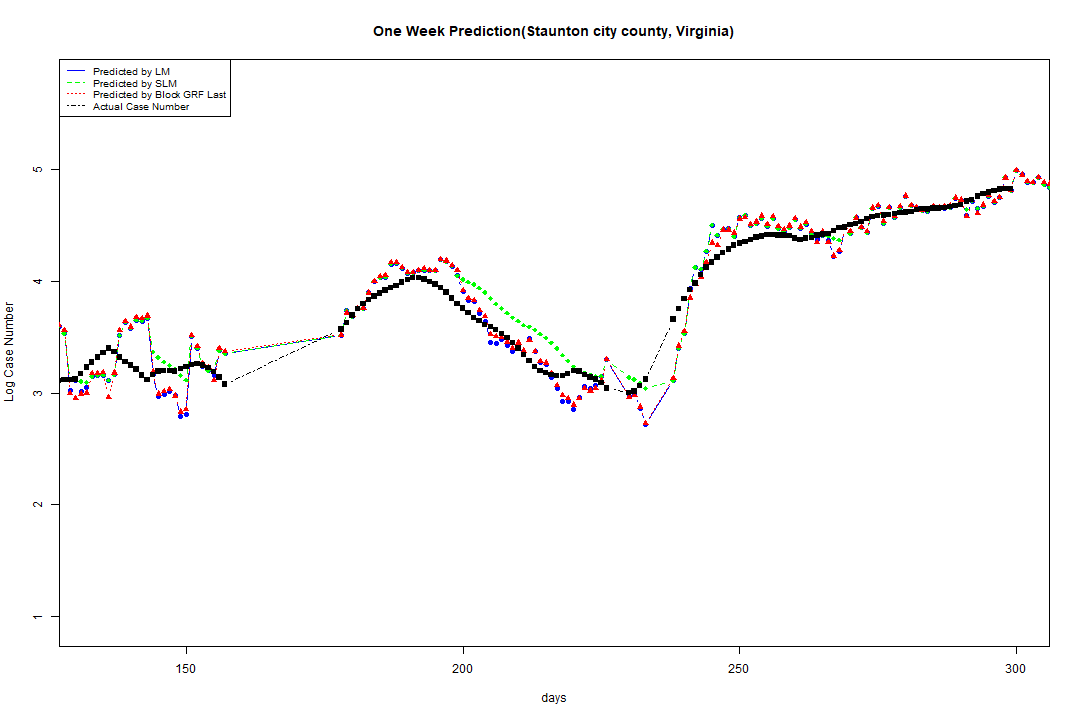 One Week Prediction(Staunton city county, Virginia)
Predicted by LM
Predicted by SLM
Predicted by Block GRF Last
Actual Case Number
5
4
3
2
1
Log Case Number
150 200 250 300
days